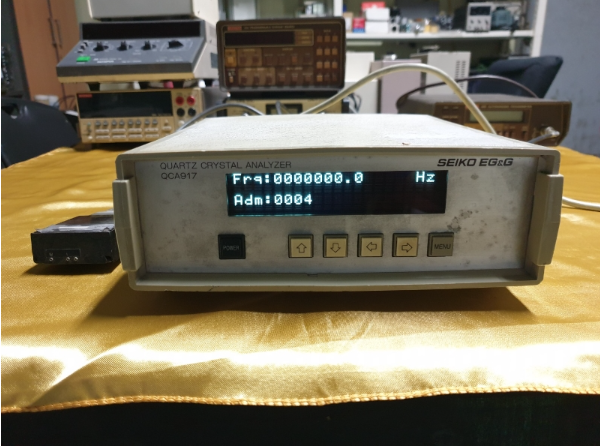 QUARTZ CRYSTAL ANALYZER
QCA917
SEIKO EG&G
Frq:0000000.0 Hz
Adm:0004
POWER
MENU